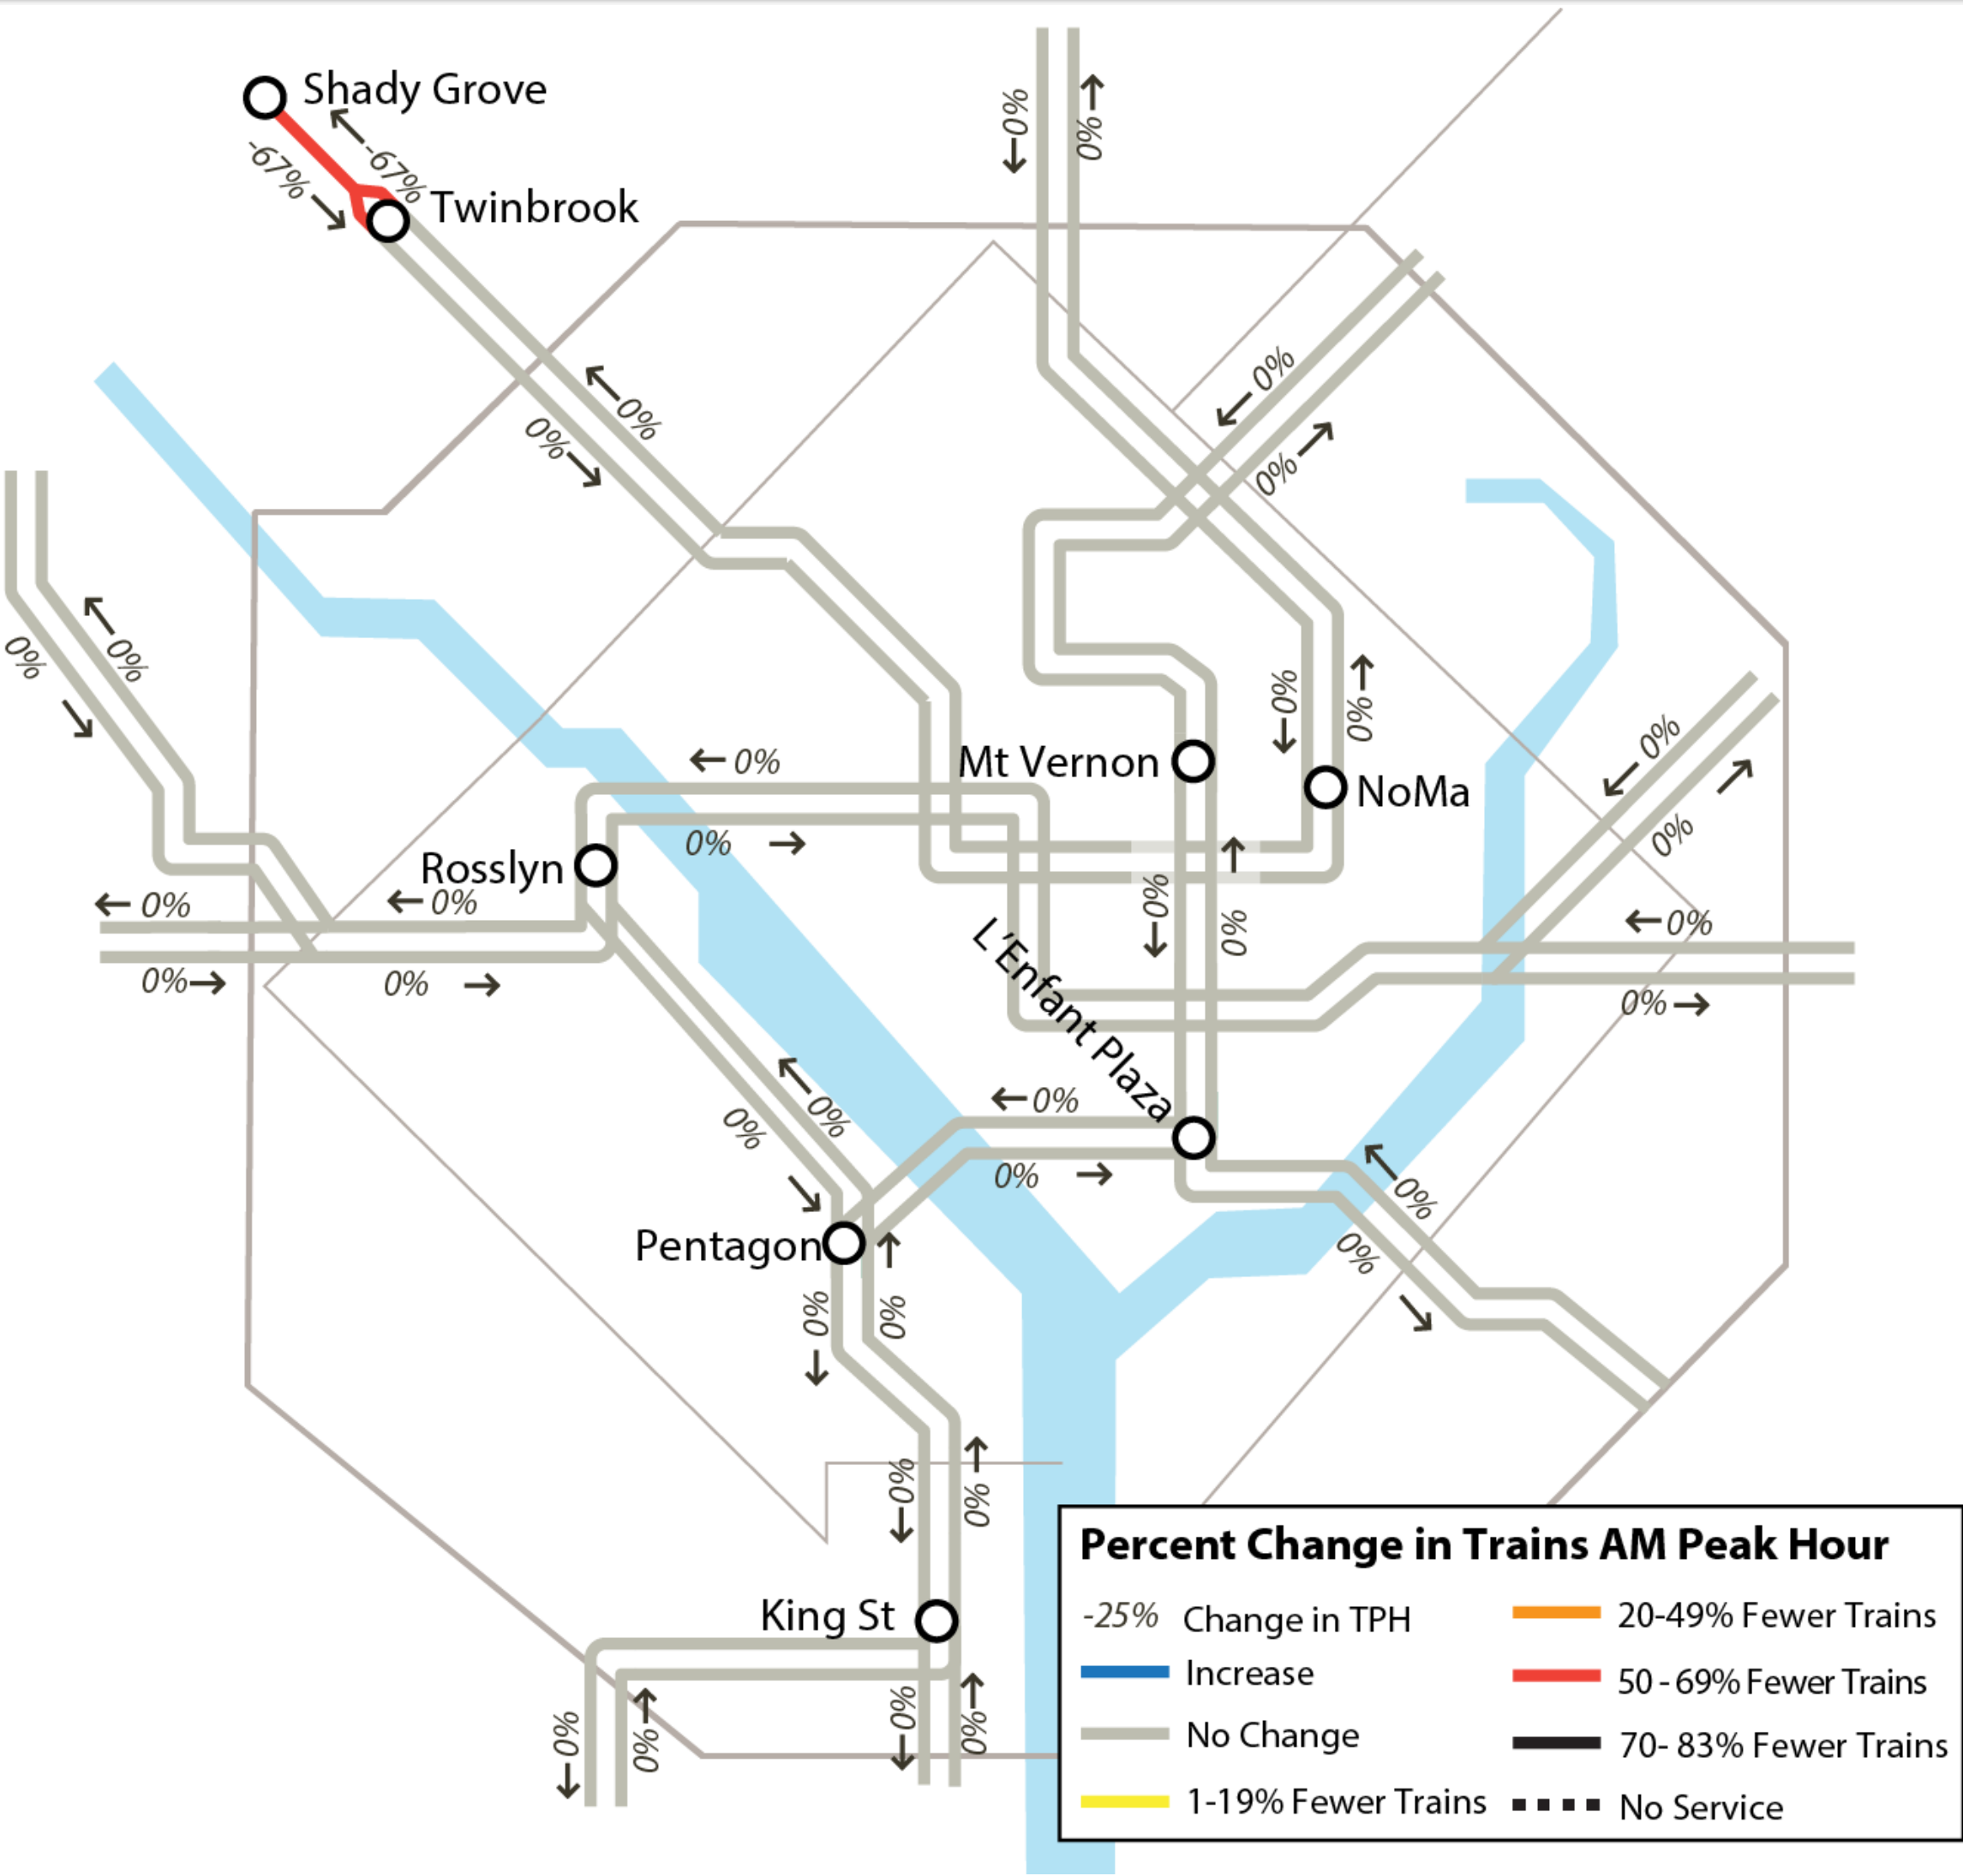 Shady Grove
-67%
-67%
Twinbrook
0%
0%
0%
0%
0%
0%
0%
0%
0%
0%
0%
0%
Mt Vernon
NoMa
0%
0%
0%
0%
Rosslyn
0%
0%
0%
0%
0%
0%
L'Enfant Plaza
0%
0%
0%
0%
0%
0%
0%
0%
Pentagon
0%
0%
0%
0%
King St
0%
0%
0%
0%
Percent Change in Trains AM Peak Hour
-25% Change in TPH
Increase
No Change
1-19% Fewer Trains
20-49% Fewer Trains
50 - 69% Fewer Trains
70- 83% Fewer Trains
No Service